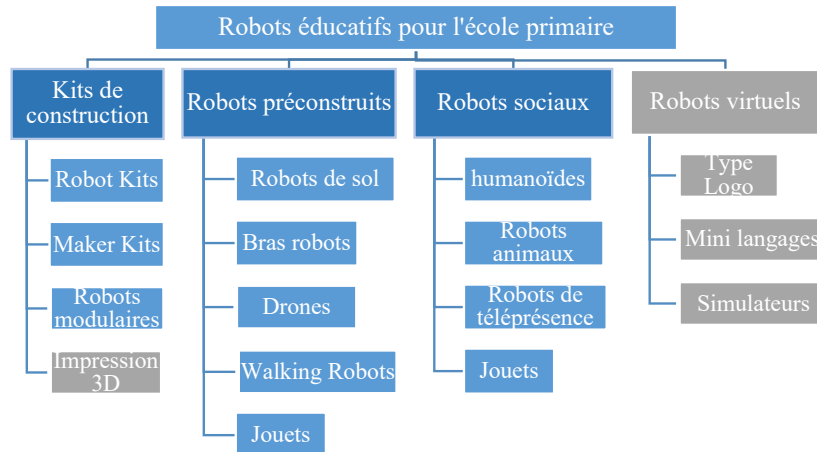 Robots éducatifs pour l'école primaire
Kits de
construction
Robot Kits
Maker Kits
Robots
modulaires
Impression
3D
Robots préconstruits
Robots de sol
Bras robots
Drones
Walking Robots
Jouets
Robots sociaux
humanoïdes
Robots
animaux
Robots de
téléprésence
Jouets
Robots virtuels
Type
Logo
Mini langages
Simulateurs